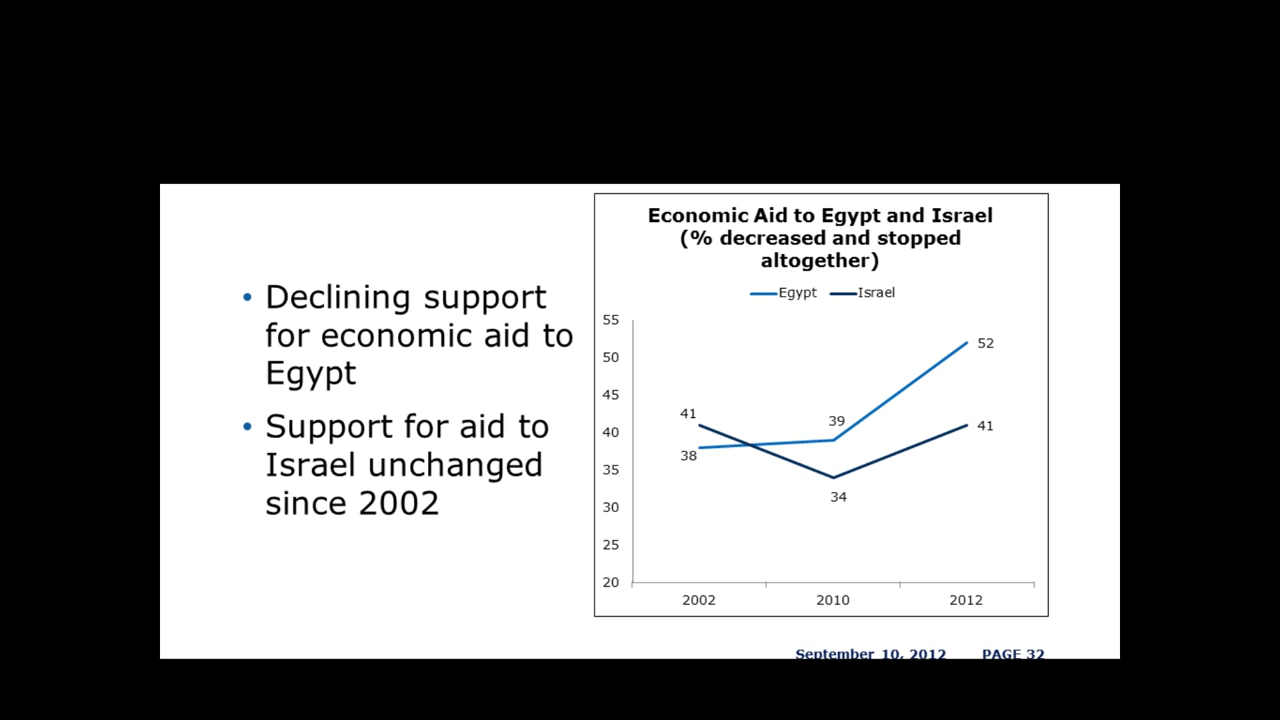 • Declining support
for economic aid to
Egypt
• Support for aid to
Israel unchanged
since 2002
Economic Aid to Egypt and Israel
(% decreased and stopped
altogether)
Egypt Israel
55
50
45
40
35
30
25
20
41
38
39
34
52
41
2002 2010 2012
September 10, 2012 PAGE 32